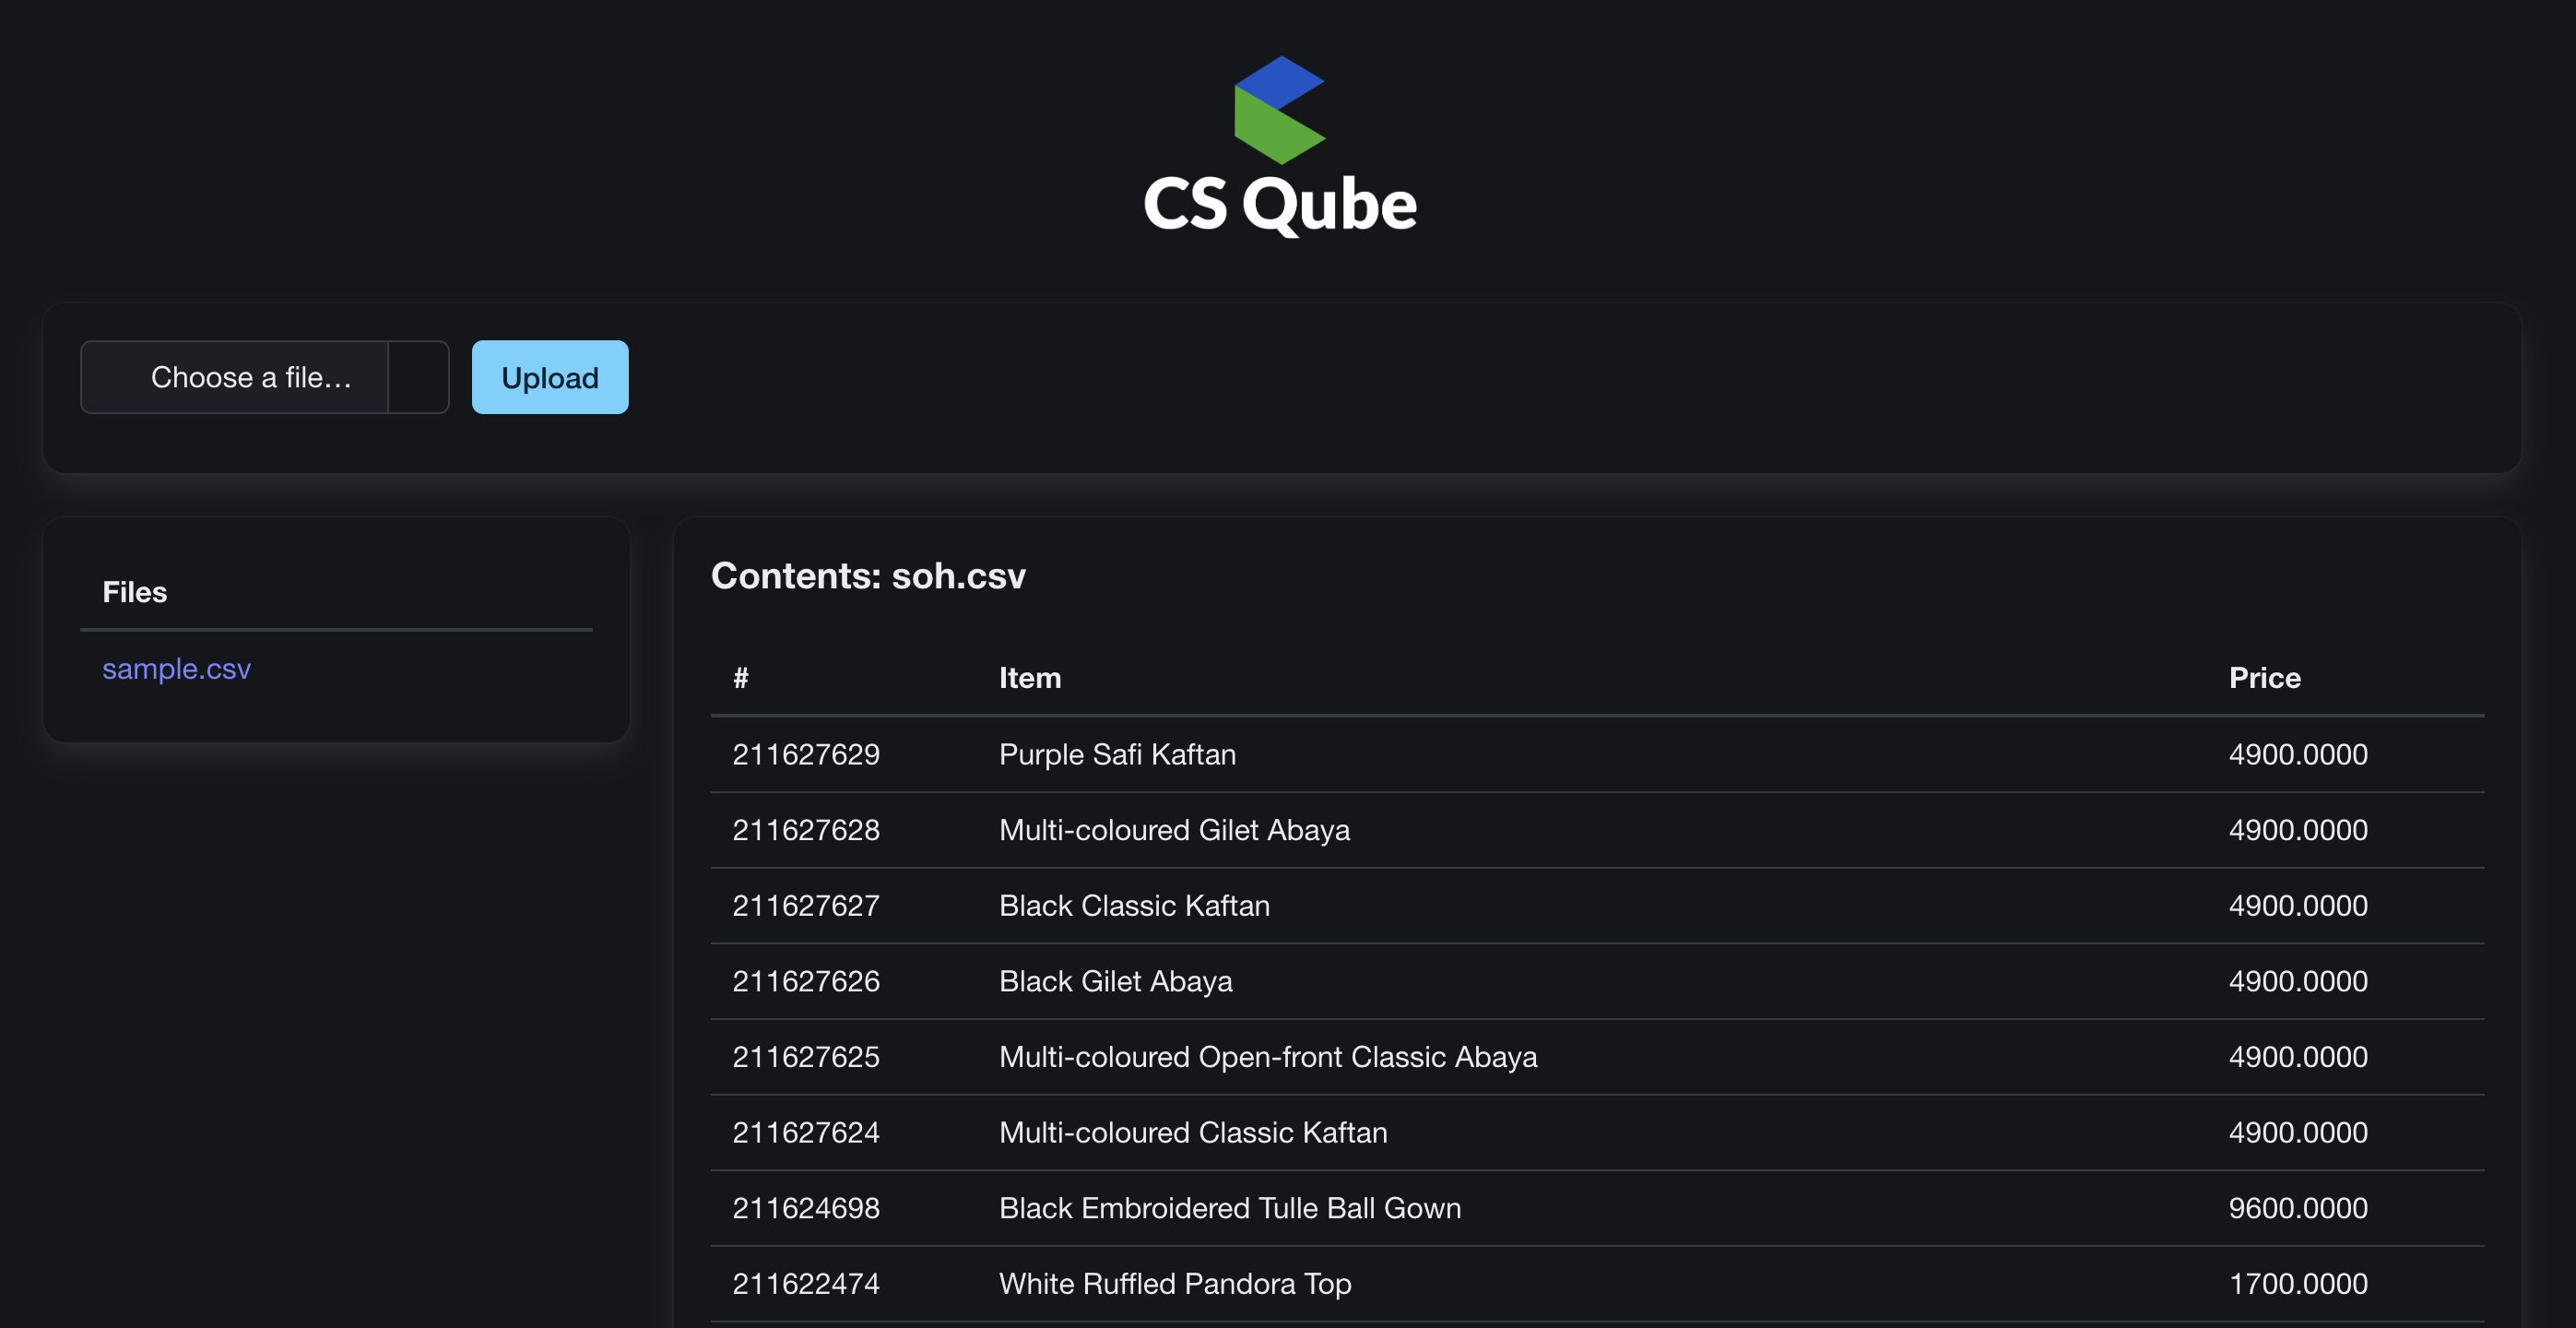 CS Qube
Choose a file...
Upload
Files
sample.csv
Contents: soh.csv
# Item Price
211627629 Purple Safi Kaftan 4900.0000
211627628 Multi-coloured Gilet Abaya 4900.0000
211627627 Black Classic Kaftan 4900.0000
211627626 Black Gilet Abaya 4900.0000
211627625 Multi-coloured Open-front Classic Abaya 4900.0000
211627624 Multi-coloured Classic Kaftan 4900.0000
211624698 Black Embroidered Tulle Ball Gown 9600.0000
211622474 White Ruffled Pandora Top 1700.0000